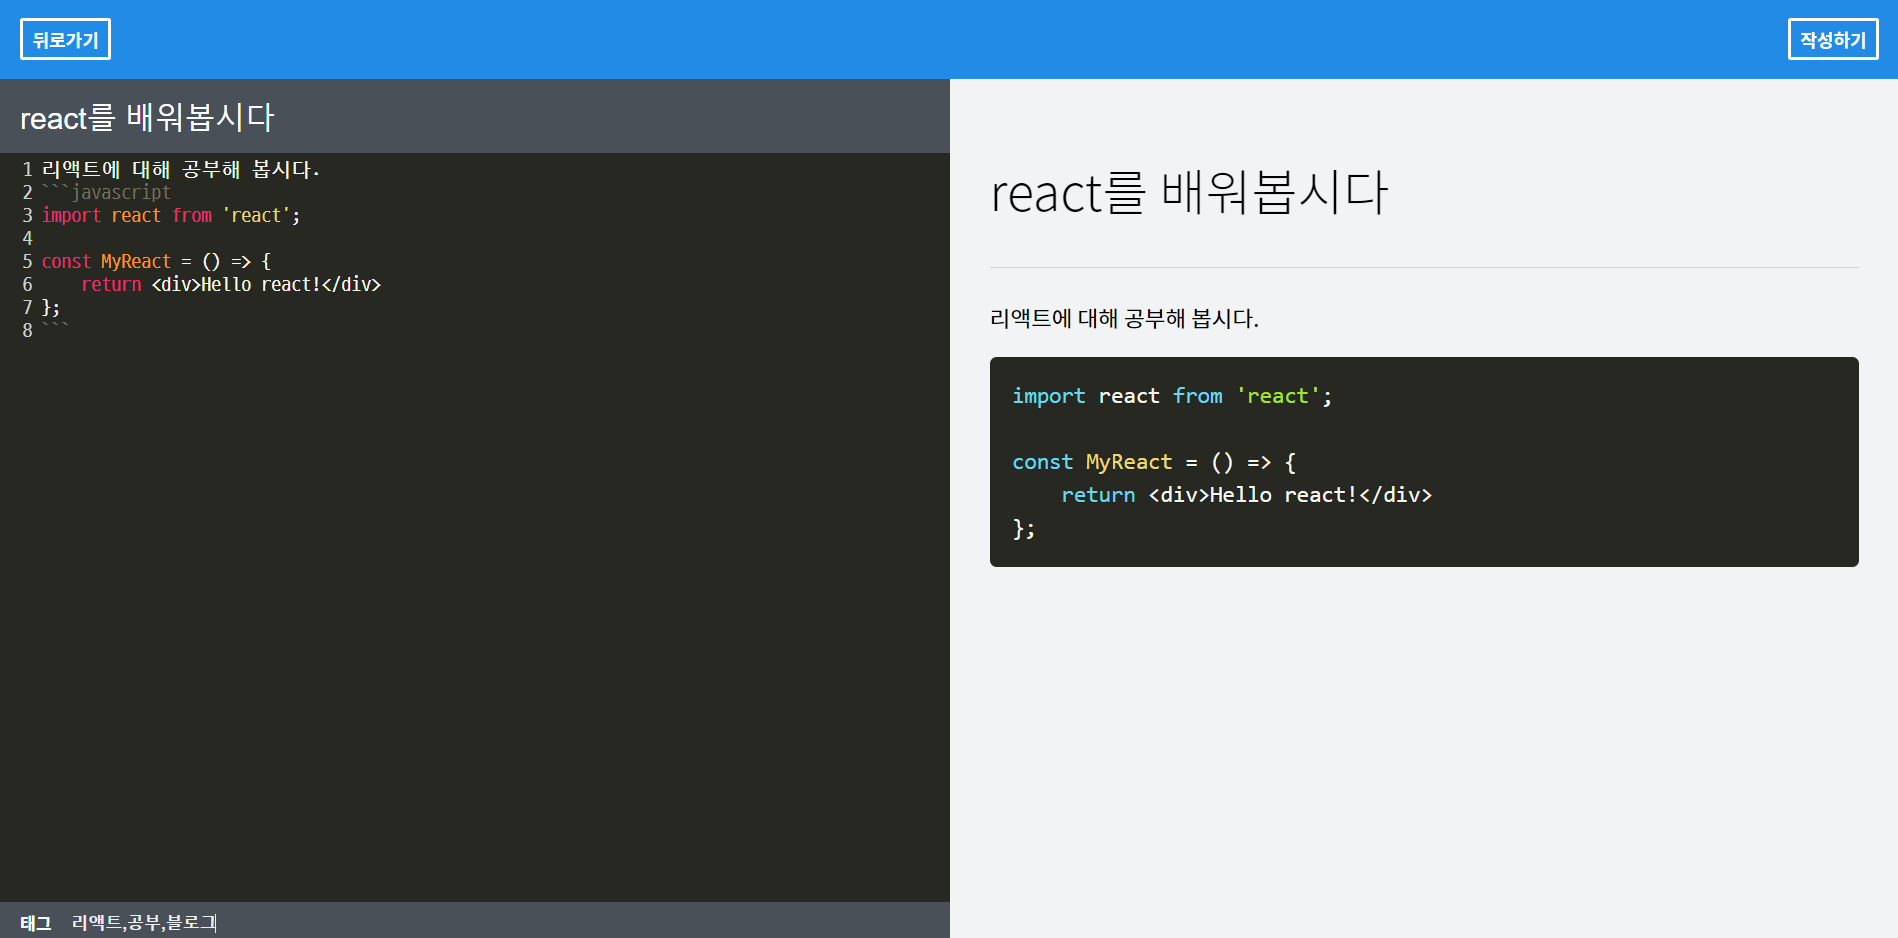 뒤로가기
작성하기
react를 배워봅시다
1 리액트에 대해 공부해 봅시다.
2 ```javascript
3 import react from 'react';
4
5 const MyReact = () => {
6     return <div>Hello react!</div>
7 };
8 ```
태그 리액트,공부,블로그
react를 배워봅시다
리액트에 대해 공부해 봅시다.
import react from 'react';
const MyReact = () => {
    return <div>Hello react!</div>
};